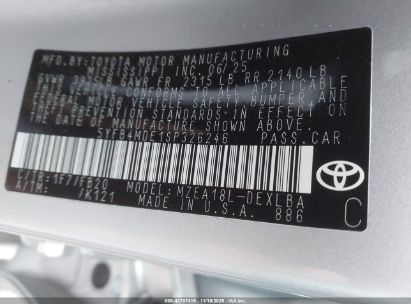 MFD. BY: TOYOTA MOTOR MANUFACTURING
MISSISSIPPI INC. 06/25
GVWR GAWR FR 2315 LB RR 2140 LB
THIS VEHICLE CONFORMS TO ALL APPLICABLE
FEDERAL MOTOR VEHICLE SAFETY, BUMPER, AND
THEFT PREVENTION STANDARDS IN EFFECT ON
THE DATE OF MANUFACTURE SHOWN ABOVE.
5YFB4MDE1SP326246 PASS.CAR
C/TR: 1F7/FB20 MODEL: MZEA18L-DEXLBA
A/TM: /K121 MADE IN U.S.A. 886
TOYOTA
C